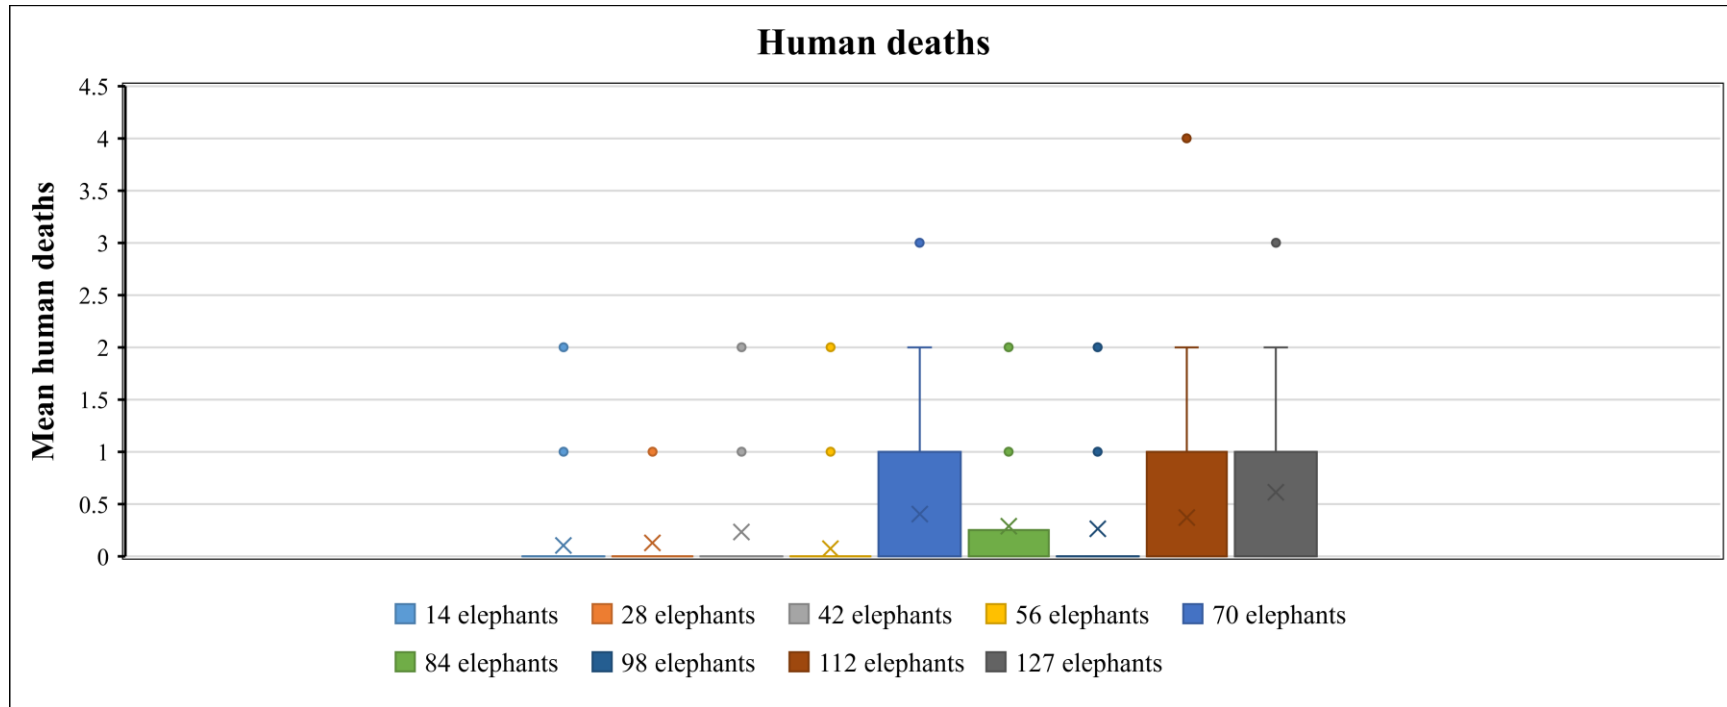 Human deaths
Mean human deaths
4.5
4
3.5
3
2.5
2
1.5
1
0.5
0
14 elephants 28 elephants 42 elephants 56 elephants 70 elephants
84 elephants 98 elephants 112 elephants 127 elephants